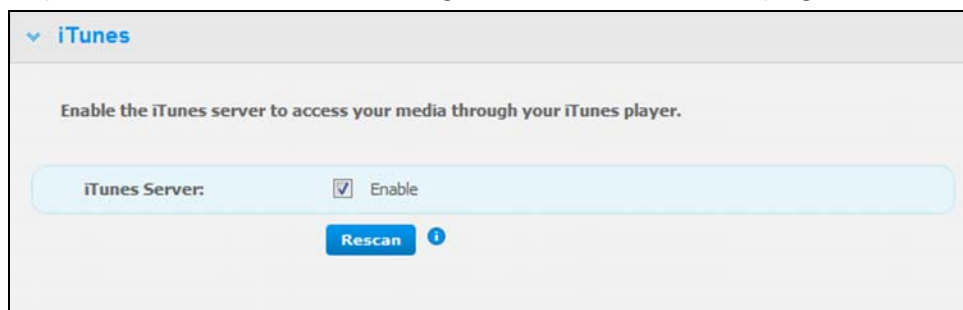 iTunes
Enable the iTunes server to access your media through your iTunes player.
iTunes Server: Enable
Rescan